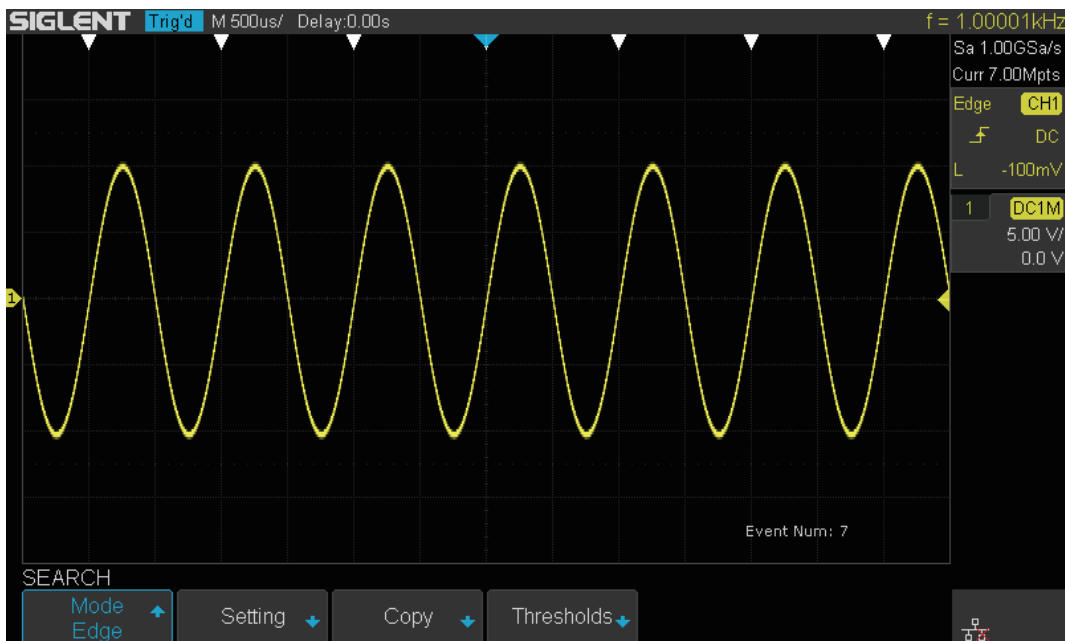 SIGLENT Trig'd M 500us/ Delay:0.00s f = 1.00001kHz
Sa 1.00GSa/s
Curr 7.00Mpts
Edge CH1
DC
L -100mV
1 DC1M
5.00 V/
0.0 V
1
Event Num: 7
SEARCH
Mode
Edge
Setting
Copy
Thresholds